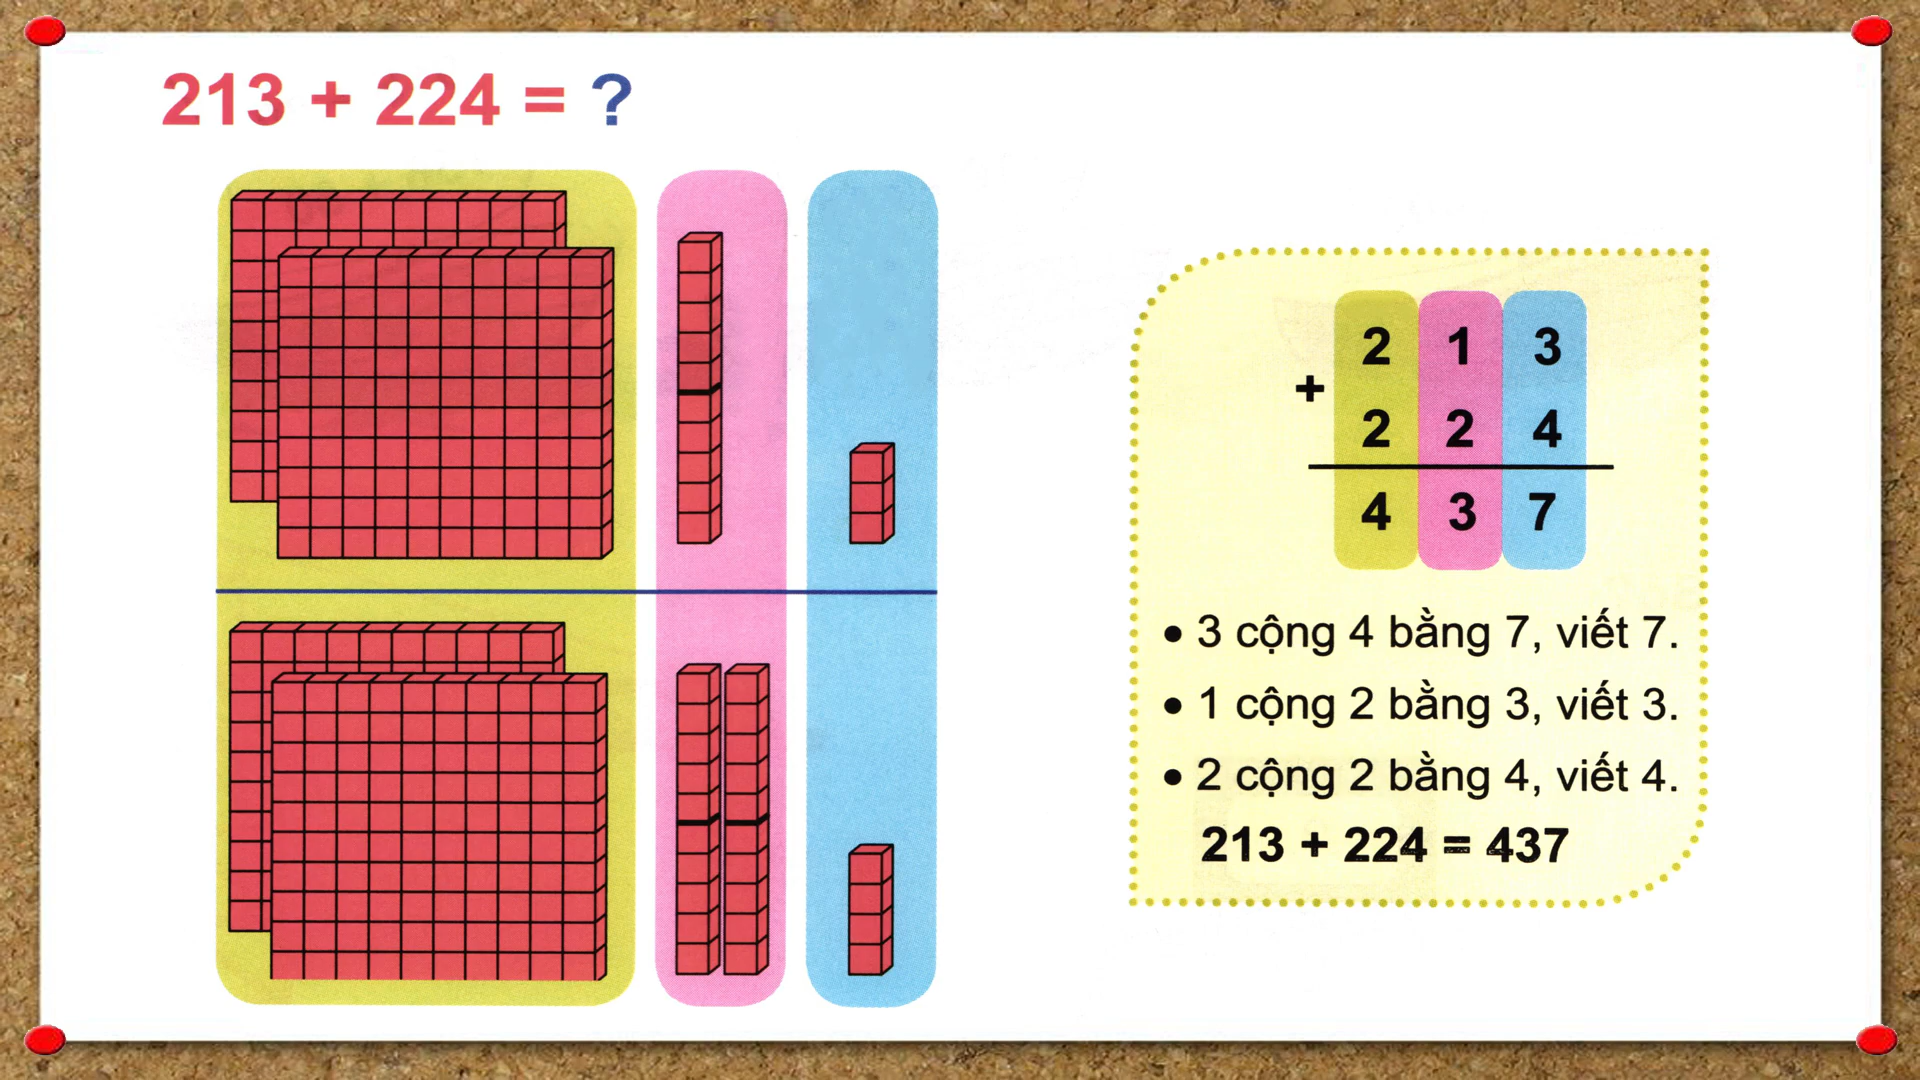 213 + 224 = ?
2 1 3
+
2 2 4
4 3 7
• 3 cộng 4 bằng 7, viết 7.
• 1 cộng 2 bằng 3, viết 3.
• 2 cộng 2 bằng 4, viết 4.
213 + 224 = 437